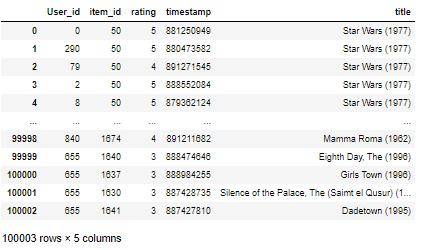 User_id item_id rating timestamp title
0 0 50 5 881250949 Star Wars (1977)
1 290 50 5 880473582 Star Wars (1977)
2 79 50 4 891271545 Star Wars (1977)
3 2 50 5 888552084 Star Wars (1977)
4 8 50 5 879362124 Star Wars (1977)
... ... ... ... ... ...
99998 840 1674 4 891211682 Mamma Roma (1962)
99999 655 1640 3 888474646 Eighth Day, The (1996)
100000 655 1637 3 888984255 Girls Town (1996)
100001 655 1630 3 887428735 Silence of the Palace, The (Saimt el Qusur) (1...
100002 655 1641 3 887427810 Dadetown (1995)
100003 rows × 5 columns